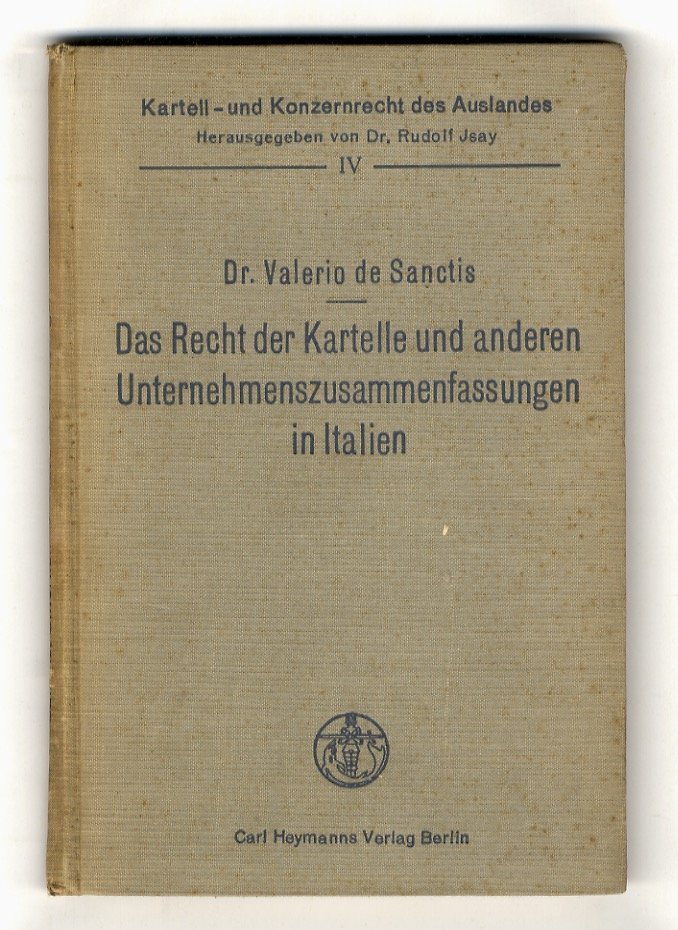 Kartell-und Konzernrecht des Auslandes
Herausgegeben von Dr. Rudolf Jsay
IV
Dr. Valerio de Sanctis
Das Recht der Kartelle und anderen
Unternehmenszusammenfassungen
in Italien
Carl Heymanns Verlag Berlin